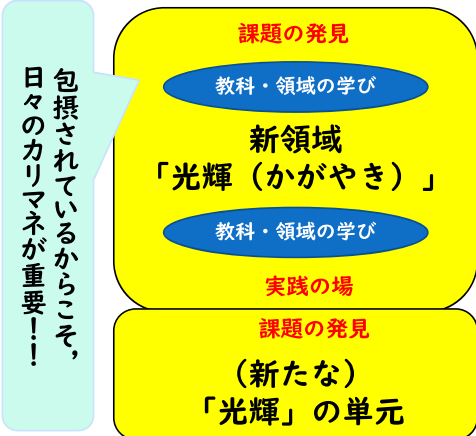 包摂されているからこそ,
日々のカリマネが重要！！
課題の発見
教科・領域の学び
新領域
「光輝（かがやき）」
教科・領域の学び
実践の場
課題の発見
（新たな）
「光輝」の単元